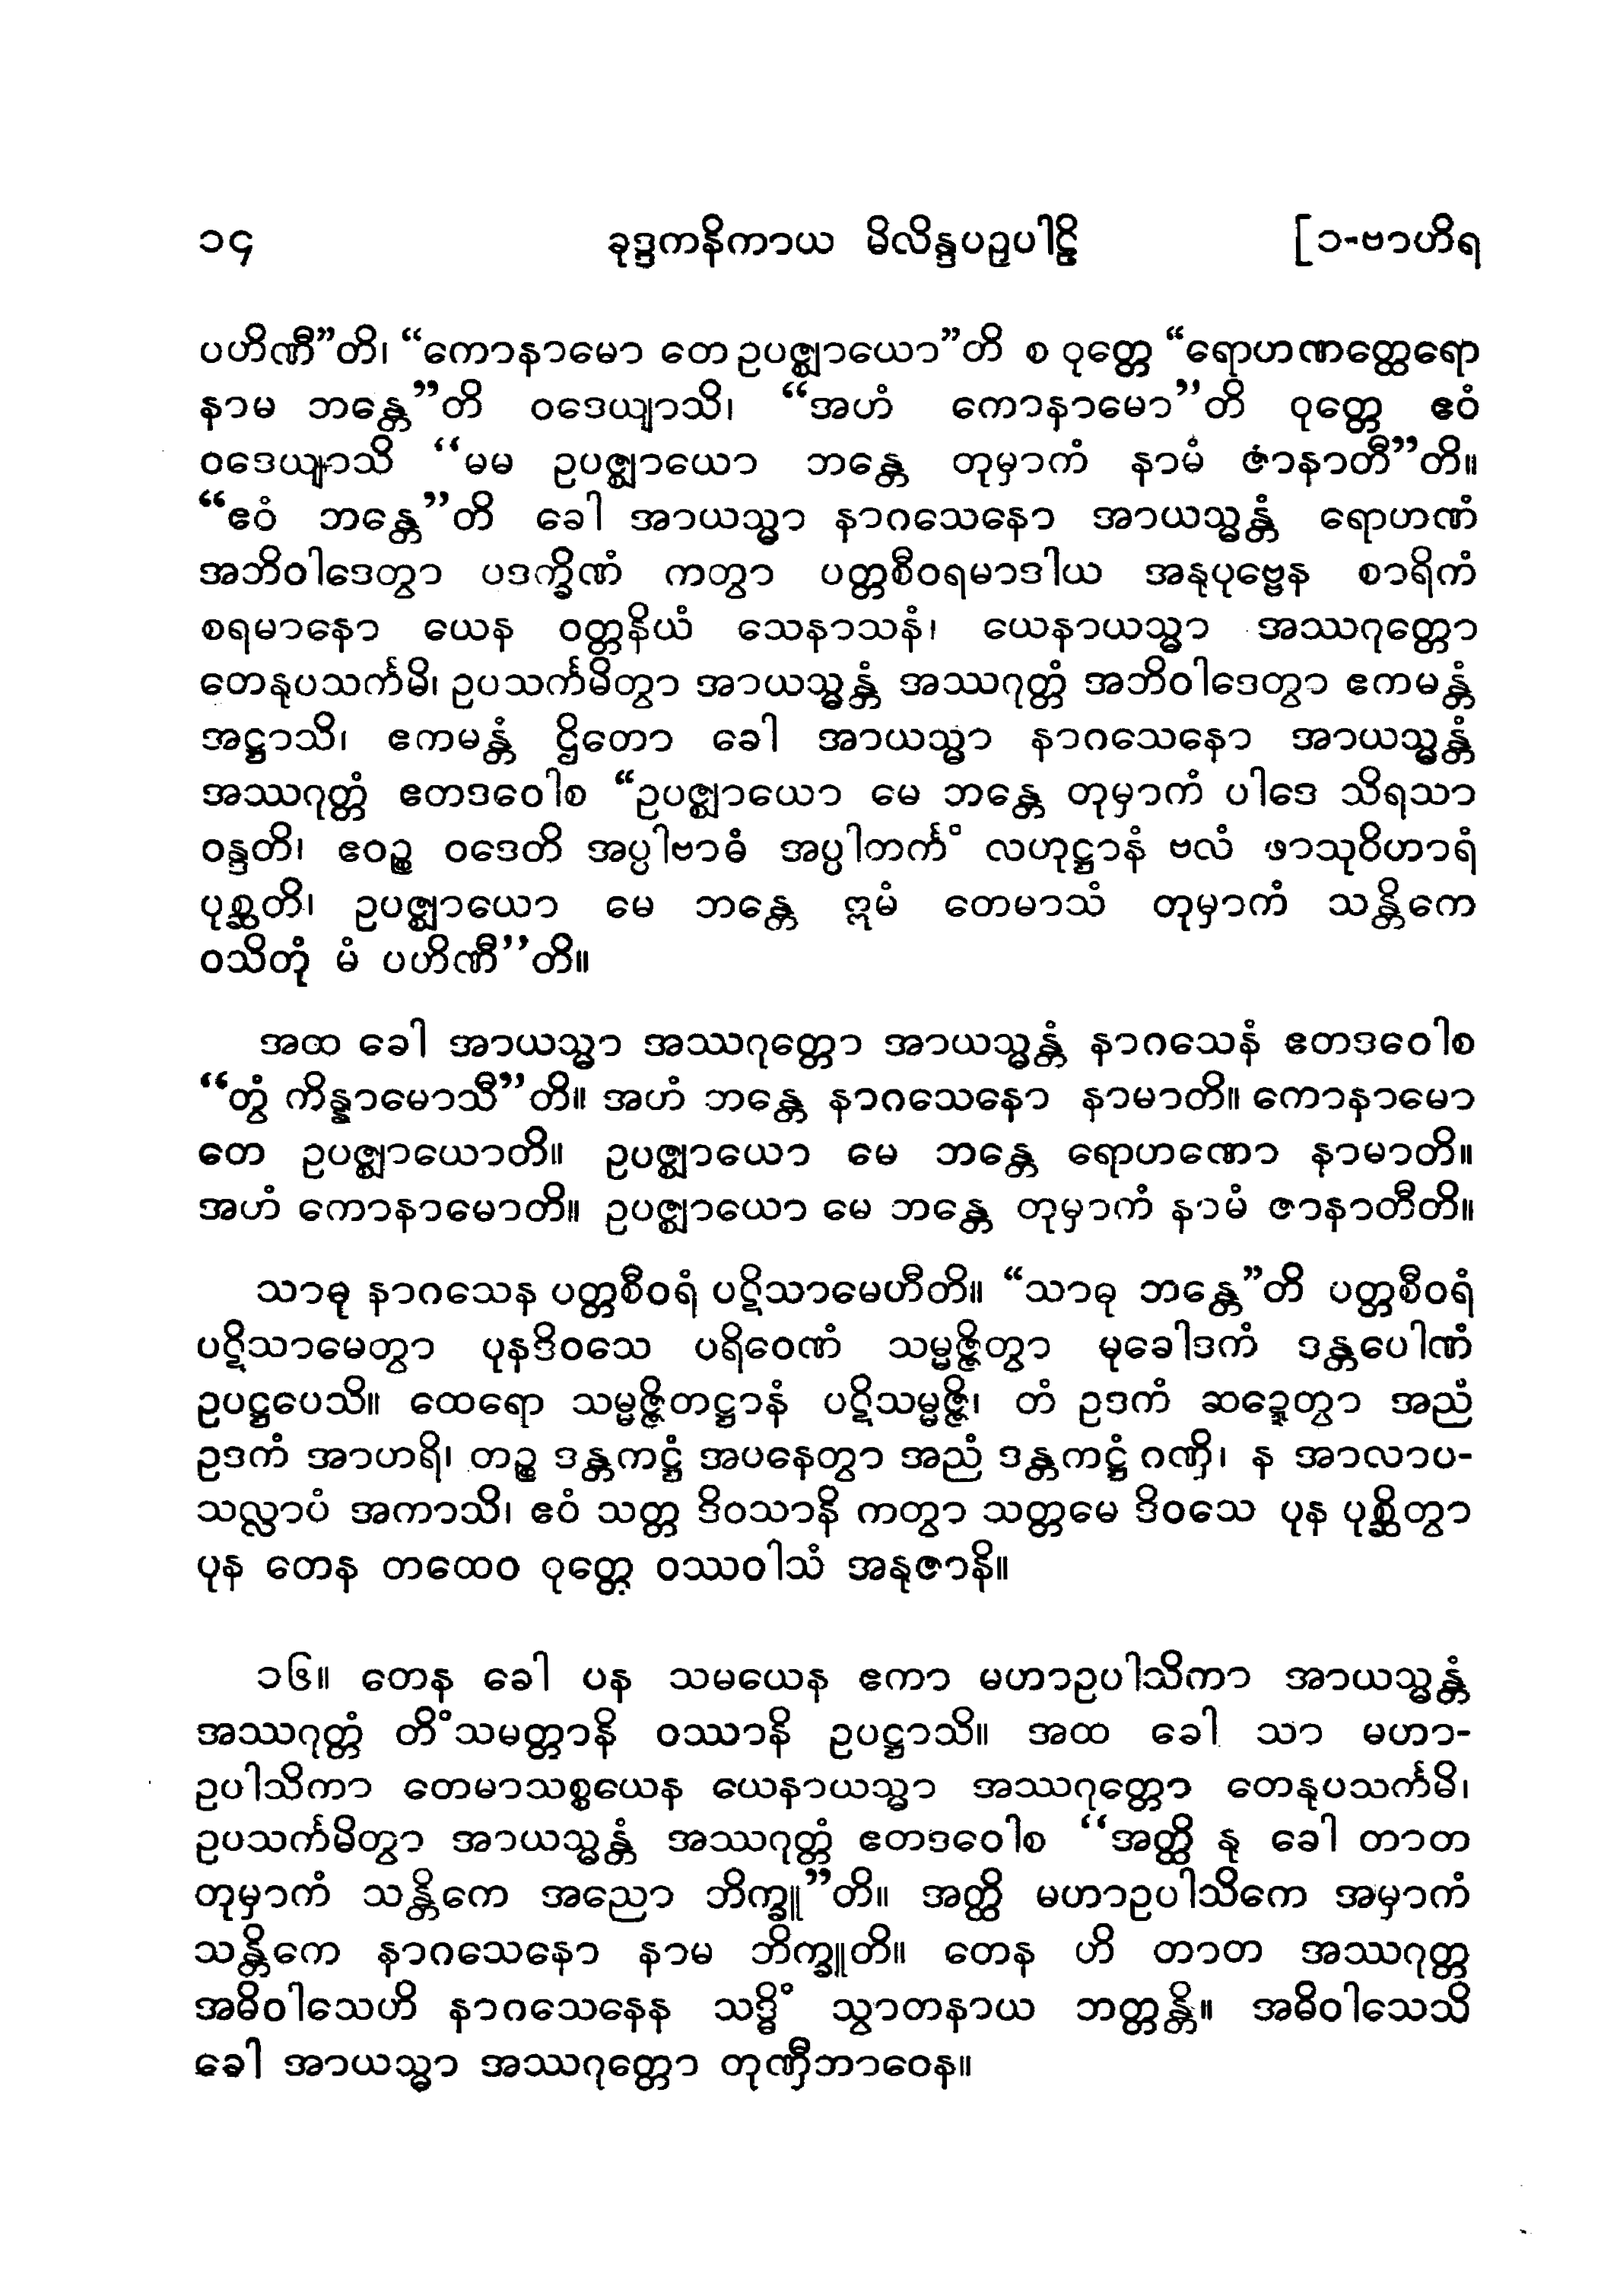 ၁၄ ခုဒ္ဒကနိကာယ မိလိန္ဒပဉှပါဠိ [၁-ဗာဟိရ
ပဟိဏီ”တိ၊ “ကောနာမော တေ ဥပဇ္ဈာယော”တိ စ ဝုတ္တေ “ရောဟဏတ္ထေရော
နာမ ဘန္တေ”တိ ဝဒေယျာသိ၊ “အဟံ ကောနာမော”တိ ဝုတ္တေ ဧဝံ
ဝဒေယျာသိ “မမ ဥပဇ္ဈာယော ဘန္တေ တုမှာကံ နာမံ ဇာနာတီ”တိ။
“ဧဝံ ဘန္တေ”တိ ခေါ အာယသ္မာ နာဂသေနော အာယသ္မန္တံ ရောဟဏံ
အဘိဝါဒေတွာ ပဒက္ခိဏံ ကတွာ ပတ္တစီဝရမာဒါယ အနုပုဗ္ဗေန စာရိကံ
စရမာနော ယေန ဝတ္တနိယံ သေနာသနံ၊ ယေနာယသ္မာ အဿဂုတ္တော
တေနုပသင်္ကမိ၊ ဥပသင်္ကမိတွာ အာယသ္မန္တံ အဿဂုတ္တံ အဘိဝါဒေတွာ ဧကမန္တံ
အဋ္ဌာသိ၊ ဧကမန္တံ ဌိတော ခေါ အာယသ္မာ နာဂသေနော အာယသ္မန္တံ
အဿဂုတ္တံ ဧတဒဝေါစ “ဥပဇ္ဈာယော မေ ဘန္တေ တုမှာကံ ပါဒေ သိရသာ
ဝန္ဒတိ၊ ဧဝဉ္စ ဝဒေတိ အပ္ပါဗာဓံ အပ္ပါတင်္ကံ လဟုဋ္ဌာနံ ဗလံ ဖာသုဝိဟာရံ
ပုစ္ဆတိ၊ ဥပဇ္ဈာယော မေ ဘန္တေ ဣမံ တေမာသံ တုမှာကံ သန္တိကေ
ဝသိတုံ မံ ပဟိဏီ”တိ။
အထ ခေါ အာယသ္မာ အဿဂုတ္တော အာယသ္မန္တံ နာဂသေနံ ဧတဒဝေါစ
“တွံ ကိန္နာမောသီ”တိ။ အဟံ ဘန္တေ နာဂသေနော နာမာတိ။ ကောနာမော
တေ ဥပဇ္ဈာယောတိ။ ဥပဇ္ဈာယော မေ ဘန္တေ ရောဟဏော နာမာတိ။
အဟံ ကောနာမောတိ။ ဥပဇ္ဈာယော မေ ဘန္တေ တုမှာကံ နာမံ ဇာနာတီတိ။
သာဓု နာဂသေန ပတ္တစီဝရံ ပဋိသာမေဟီတိ။ “သာဓု ဘန္တေ”တိ ပတ္တစီဝရံ
ပဋိသာမေတွာ ပုနဒိဝသေ ပရိဝေဏံ သမ္မဇ္ဇိတွာ မုခေါဒကံ ဒန္တပေါဏံ
ဥပဋ္ဌပေသိ။ ထေရော သမ္မဇ္ဇိတဋ္ဌာနံ ပဋိသမ္မဇ္ဇိ၊ တံ ဥဒကံ ဆဍ္ဍေတွာ အညံ
ဥဒကံ အာဟရိ၊ တဉ္စ ဒန္တကဋ္ဌံ အပနေတွာ အညံ ဒန္တကဋ္ဌံ ဂဏှိ၊ န အာလာပ-
သလ္လာပံ အကာသိ၊ ဧဝံ သတ္တ ဒိဝသာနိ ကတွာ သတ္တမေ ဒိဝသေ ပုန ပုစ္ဆိတွာ
ပုန တေန တထေဝ ဝုတ္တေ ဝဿဝါသံ အနုဇာနိ။
၁၆။ တေန ခေါ ပန သမယေန ဧကာ မဟာဥပါသိကာ အာယသ္မန္တံ
အဿဂုတ္တံ တိံသမတ္တာနိ ဝဿာနိ ဥပဋ္ဌာသိ။ အထ ခေါ သာ မဟာ-
ဥပါသိကာ တေမာသစ္စယေန ယေနာယသ္မာ အဿဂုတ္တော တေနုပသင်္ကမိ၊
ဥပသင်္ကမိတွာ အာယသ္မန္တံ အဿဂုတ္တံ ဧတဒဝေါစ “အတ္ထိ နု ခေါ တာတ
တုမှာကံ သန္တိကေ အညော ဘိက္ခူ”တိ။ အတ္ထိ မဟာဥပါသိကေ အမှာကံ
သန္တိကေ နာဂသေနော နာမ ဘိက္ခူတိ။ တေန ဟိ တာတ အဿဂုတ္တ
အဓိဝါသေဟိ နာဂသေနေန သဒ္ဓိံ သွာတနာယ ဘတ္တန္တိ။ အဓိဝါသေသိ
ခေါ အာယသ္မာ အဿဂုတ္တော တုဏှီဘာဝေန။